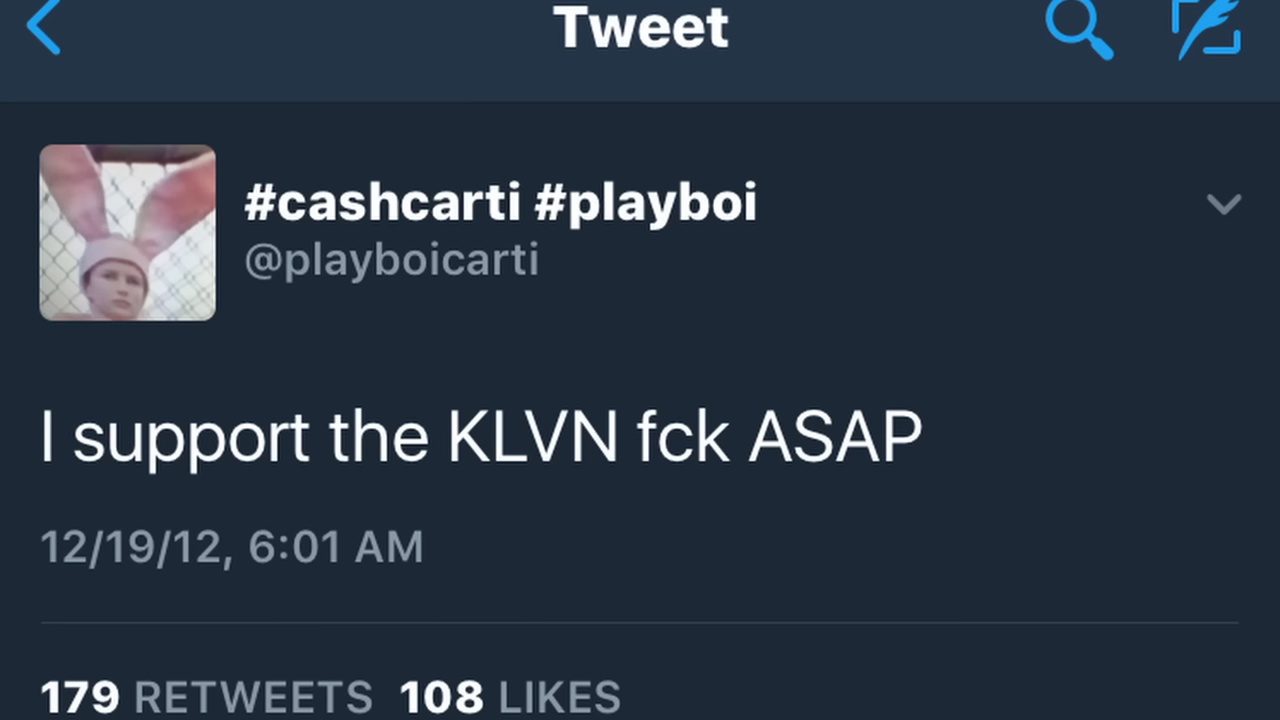 Tweet
#cashcarti #playboi
@playboicarti
I support the KLVN fck ASAP
12/19/12, 6:01 AM
179 RETWEETS 108 LIKES